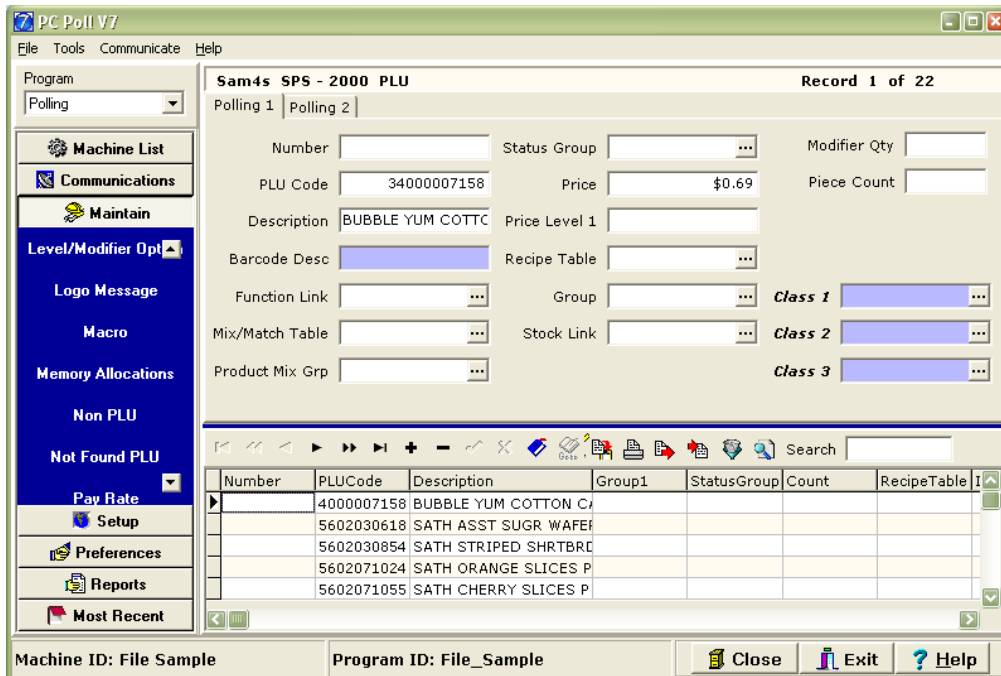 PC Poll V7
File Tools Communicate Help
Program
Polling
Machine List
Communications
Maintain
Level/Modifier Opt
Logo Message
Macro
Memory Allocations
Non PLU
Not Found PLU
Pay Rate
Setup
Preferences
Reports
Most Recent
Sam4s SPS - 2000 PLU Record 1 of 22
Polling 1 Polling 2
Number Status Group ... Modifier Qty
PLU Code 34000007158 Price $0.69 Piece Count
Description BUBBLE YUM COTTC Price Level 1
Barcode Desc Recipe Table ...
Function Link ... Group ... Class 1 ...
Mix/Match Table ... Stock Link ... Class 2 ...
Product Mix Grp ... Class 3 ...
Goto Search
Number PLUCode Description Group1 StatusGroup Count RecipeTable
4000007158 BUBBLE YUM COTTON CA
5602030618 SATH ASST SUGR WAFER
5602030854 SATH STRIPED SHRTBRD
5602071024 SATH ORANGE SLICES P
5602071055 SATH CHERRY SLICES P
Machine ID: File Sample Program ID: File_Sample Close Exit Help